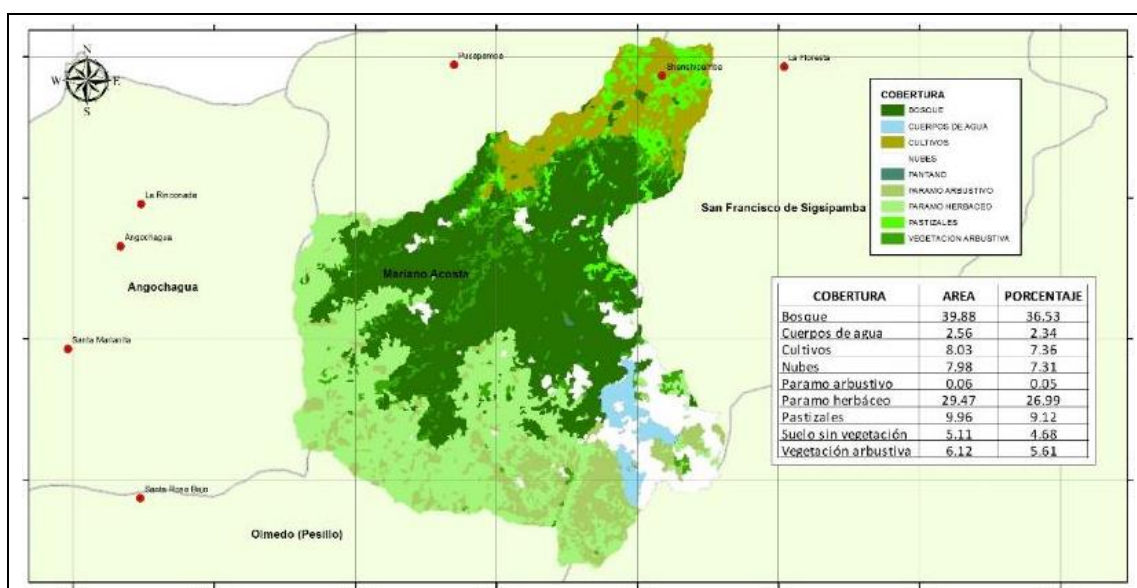 N
W E
S
Pusapamba
Shanshipamba
La Floresta
COBERTURA
BOSQUE
CUERPOS DE AGUA
CULTIVOS
NUBES
PANTANO
PARAMO ARBUSTIVO
PARAMO HERBACEO
PASTIZALES
VEGETACION ARBUSTIVA
La Rinconada
San Francisco de Sigsipamba
Angochagua
Mariano Acosta
Angochagua
COBERTURA AREA PORCENTAJE
Bosque 39.88 36.53
Cuerpos de agua 2.56 2.34
Cultivos 8.03 7.36
Nubes 7.98 7.31
Paramo arbustivo 0.06 0.05
Paramo herbáceo 29.47 26.99
Pastizales 9.96 9.12
Suelo sin vegetación 5.11 4.68
Vegetación arbustiva 6.12 5.61
Santa Marianita
Santa Rosa Bajo
Olmedo (Pesillo)